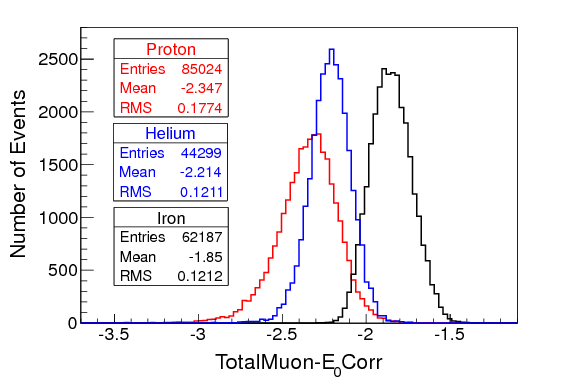 Number of Events
2500
2000
1500
1000
500
0
Proton
Entries 85024
Mean -2.347
RMS 0.1774
Helium
Entries 44299
Mean -2.214
RMS 0.1211
Iron
Entries 62187
Mean -1.85
RMS 0.1212
-3.5 -3 -2.5 -2 -1.5
TotalMuon-E₀Corr